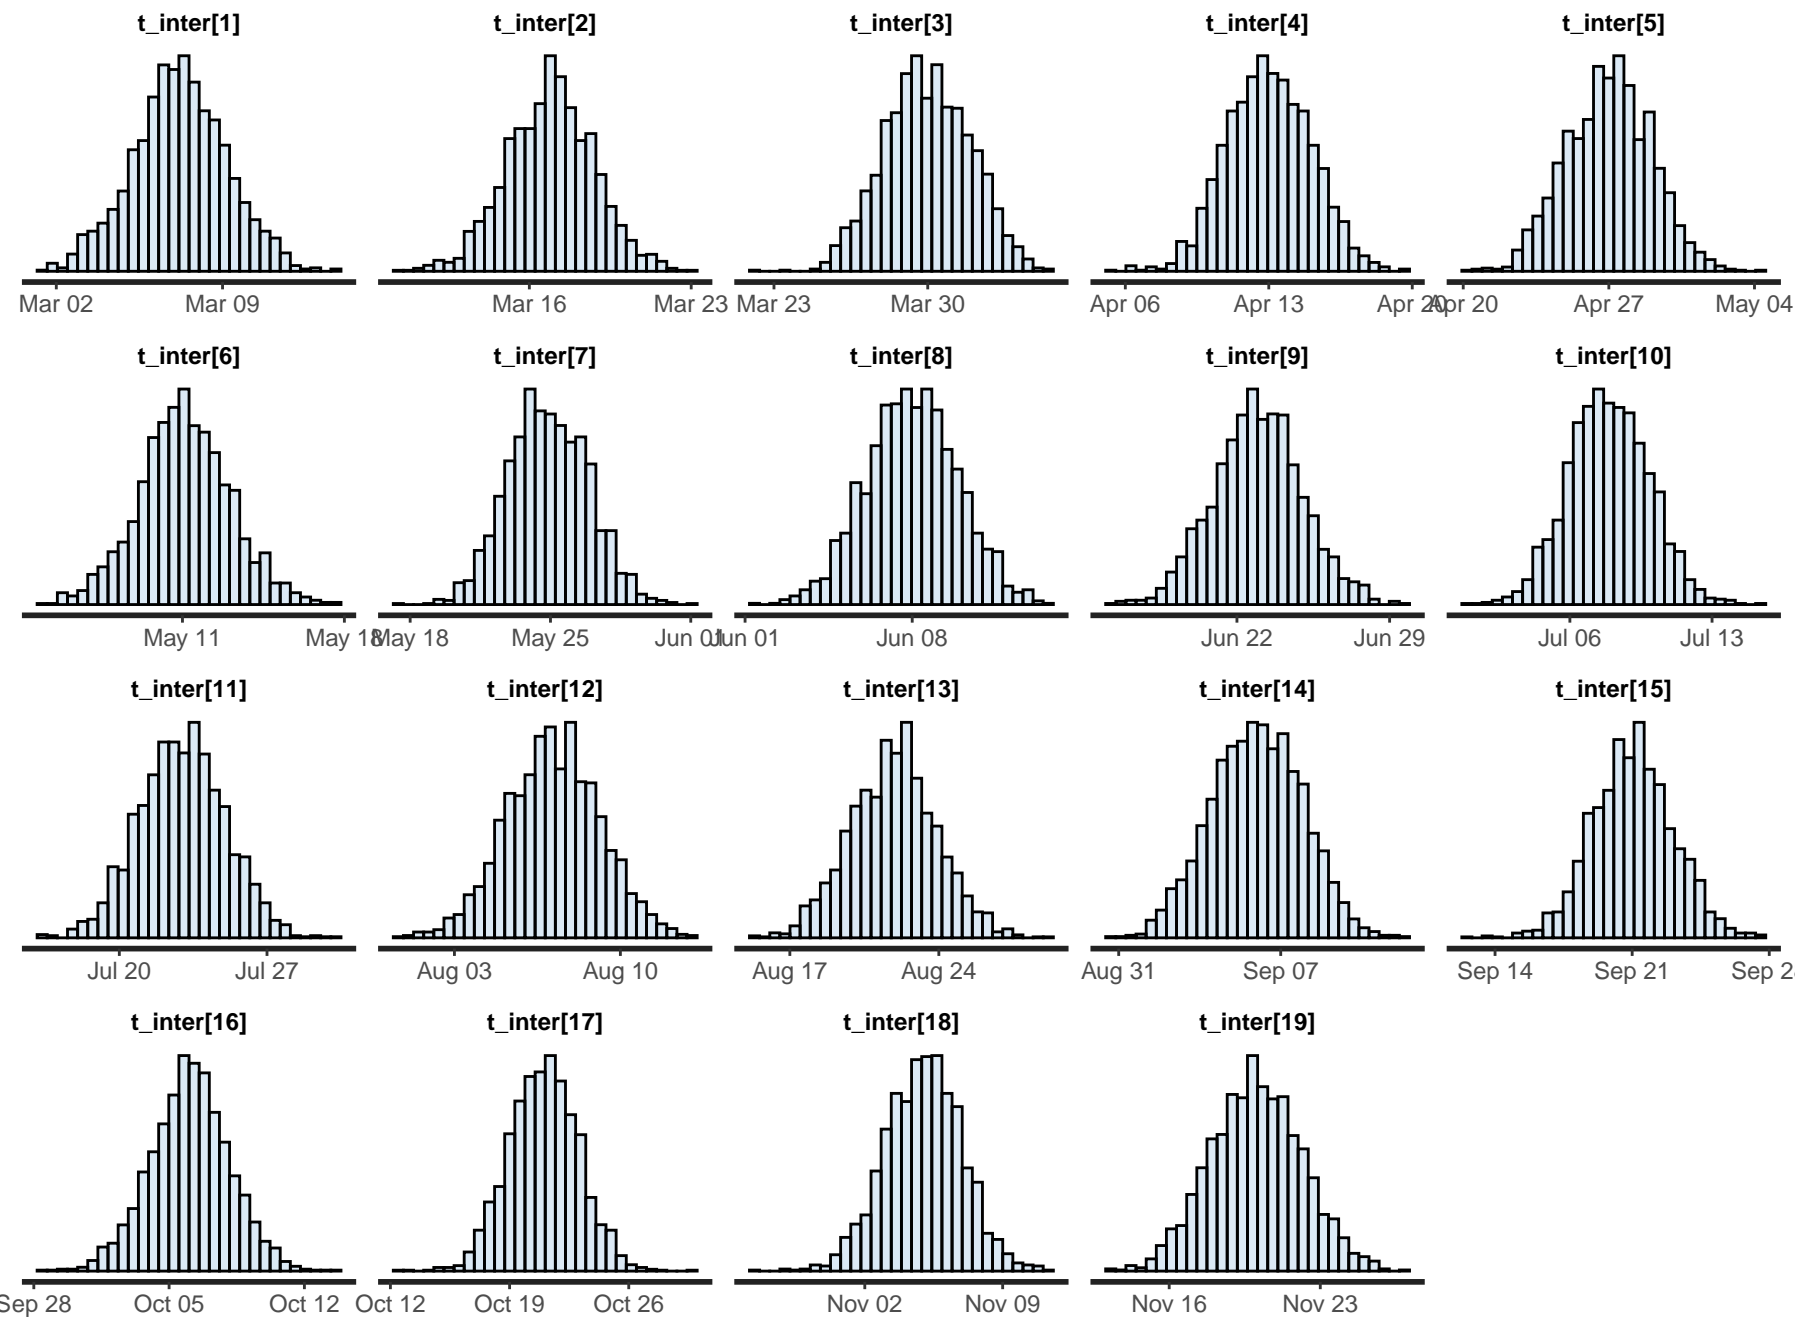 t_inter[1] t_inter[2] t_inter[3] t_inter[4] t_inter[5]
Mar 02 Mar 09 Mar 16 Mar 23 Mar 23 Mar 30 Apr 06 Apr 13 Apr 20 Apr 20 Apr 27 May 04
t_inter[6] t_inter[7] t_inter[8] t_inter[9] t_inter[10]
May 11 May 18 May 18 May 25 Jun 01 Jun 01 Jun 08 Jun 22 Jun 29 Jul 06 Jul 13
t_inter[11] t_inter[12] t_inter[13] t_inter[14] t_inter[15]
Jul 20 Jul 27 Aug 03 Aug 10 Aug 17 Aug 24 Aug 31 Sep 07 Sep 14 Sep 21 Sep 2
t_inter[16] t_inter[17] t_inter[18] t_inter[19]
Sep 28 Oct 05 Oct 12 Oct 12 Oct 19 Oct 26 Nov 02 Nov 09 Nov 16 Nov 23